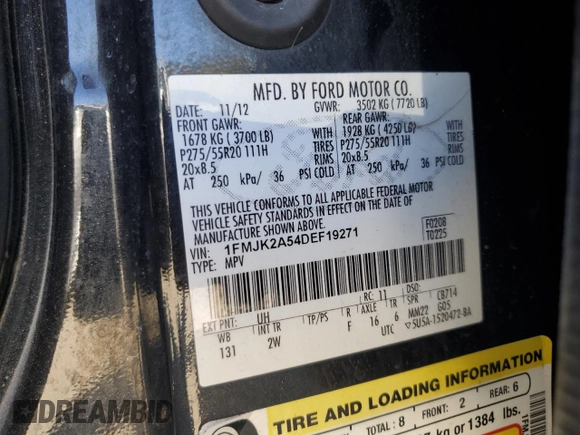 MFD. BY FORD MOTOR CO.
DATE: 11/12 GVWR: 3502 KG ( 7720 LB)
FRONT GAWR: REAR GAWR:
1678 KG ( 3700 LB) WITH 1928 KG ( 4250 LB) WITH
P275/55R20 111H TIRES P275/55R20 111H TIRES
20x8.5 RIMS 20x8.5 RIMS
AT 250 kPa/ 36 PSI COLD AT 250 kPa/ 36 PSI COLD
THIS VEHICLE CONFORMS TO ALL APPLICABLE FEDERAL MOTOR
VEHICLE SAFETY STANDARDS IN EFFECT ON THE DATE OF
MANUFACTURE SHOWN ABOVE.
VIN: 1FMJK2A54DEF19271 F0208
TYPE: MPV T0225
EXT PNT: UH RC: 11 DSO:
WB INT TR TP/PS R AXLE TR SPR CB714
131 2W F 16 6 MM22 GOS
UTC 5U5A-1520472-BA
TIRE AND LOADING INFORMATION
TOTAL: 8 FRONT: 2 REAR: 6
kg or 1384 lbs.
DREAMBID